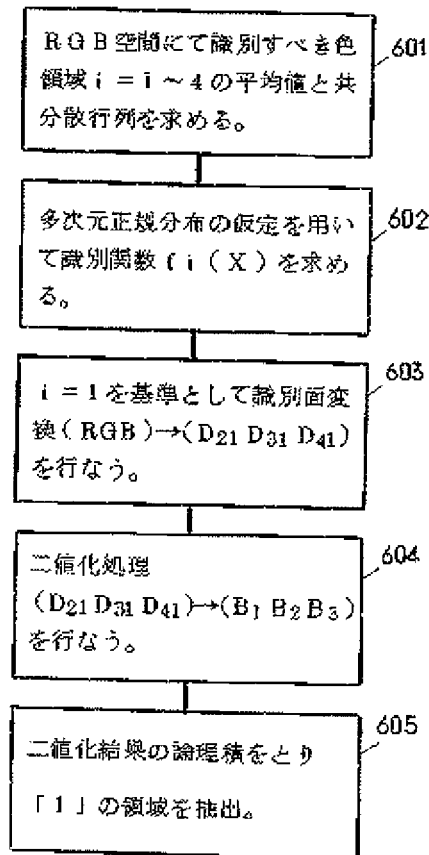 RGB空間にて識別すべき色 601
領域i=1~4の平均値と共
分散行列を求める。
多次元正規分布の仮定を用い 602
て識別関数fi(X)を求め
る。
i=1を基準として識別面変 603
換(RGB)→(D21 D31 D41)
を行なう。
二値化処理 604
(D21 D31 D41)→(B1 B2 B3)
を行なう。
二値化結果の論理積をとり 605
「1」の領域を抽出。